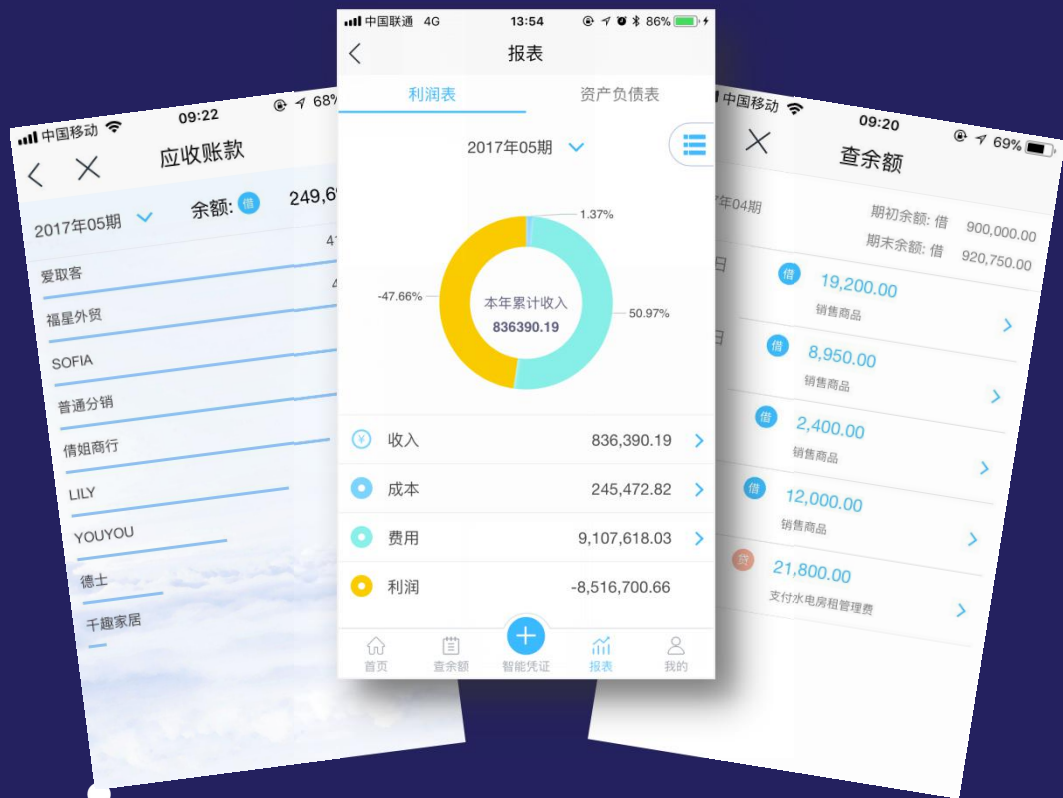 中国移动
09:22
68%
应收账款
2017年05期
余额: 借
249,6
爱取客
福星外贸
SOFIA
普通分销
倩姐商行
LILY
YOUYOU
德士
千趣家居
中国联通 4G
13:54
86%
报表
利润表
资产负债表
2017年05期
1.37%
-47.66%
50.97%
本年累计收入
836390.19
收入 836,390.19
成本 245,472.82
费用 9,107,618.03
利润 -8,516,700.66
首页
查余额
智能凭证
报表
我的
中国移动
09:20
69%
查余额
年04期
期初余额: 借 900,000.00
期末余额: 借 920,750.00
日
借 19,200.00
销售商品
日
借 8,950.00
销售商品
借 2,400.00
销售商品
借 12,000.00
销售商品
贷 21,800.00
支付水电房租管理费